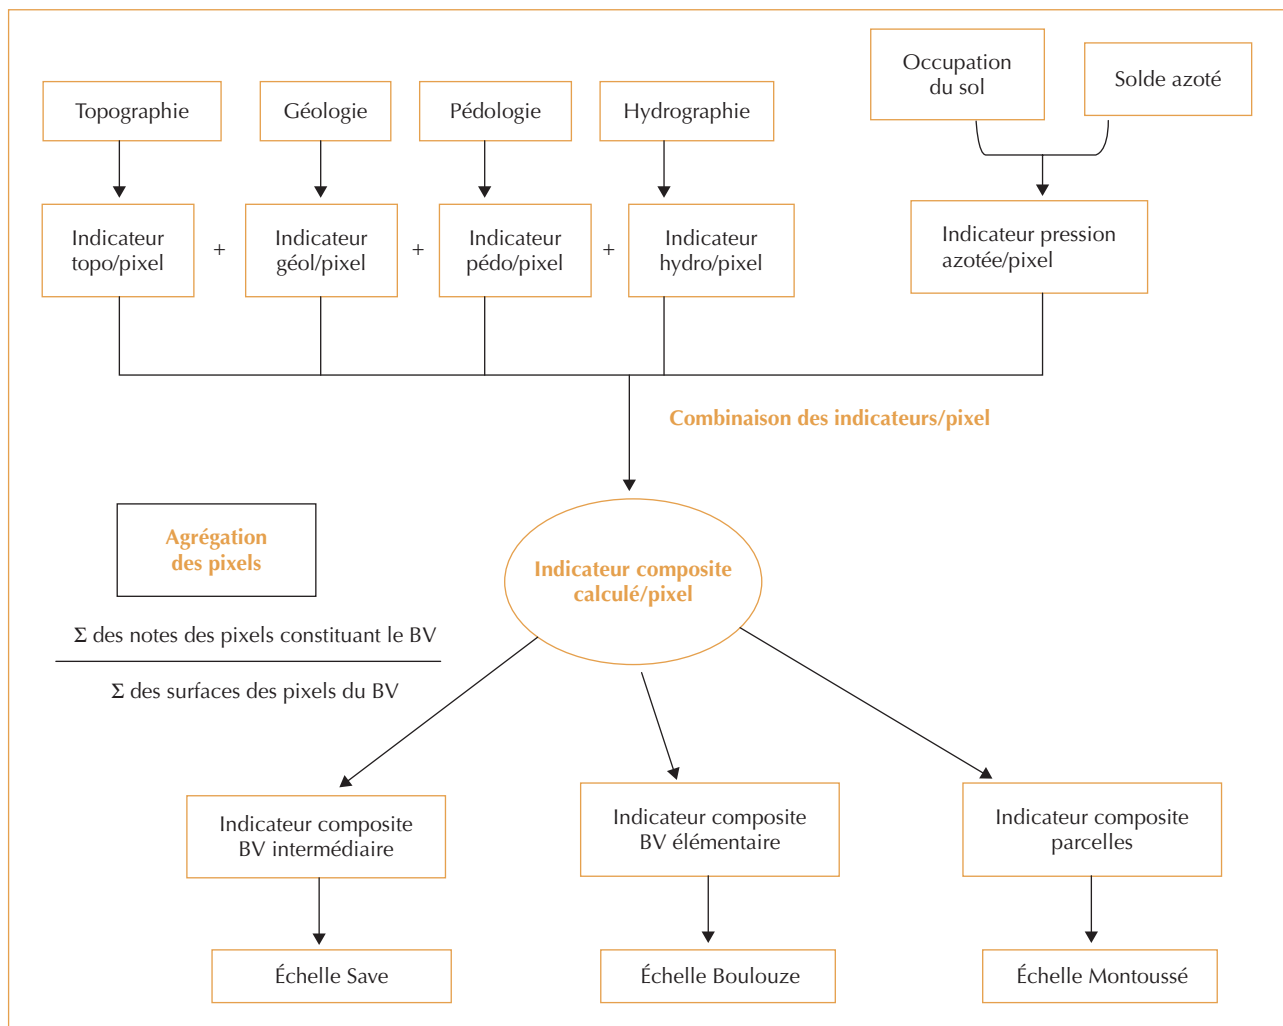 Topographie
Géologie
Pédologie
Hydrographie
Occupation
du sol
Solde azoté
Indicateur
topo/pixel
+
Indicateur
géol/pixel
+
Indicateur
pédo/pixel
+
Indicateur
hydro/pixel
Indicateur pression
azotée/pixel
Combinaison des indicateurs/pixel
Agrégation
des pixels
Σ des notes des pixels constituant le BV
Σ des surfaces des pixels du BV
Indicateur composite
calculé/pixel
Indicateur composite
BV intermédiaire
Indicateur composite
BV élémentaire
Indicateur composite
parcelles
Échelle Save
Échelle Boulouze
Échelle Montoussé